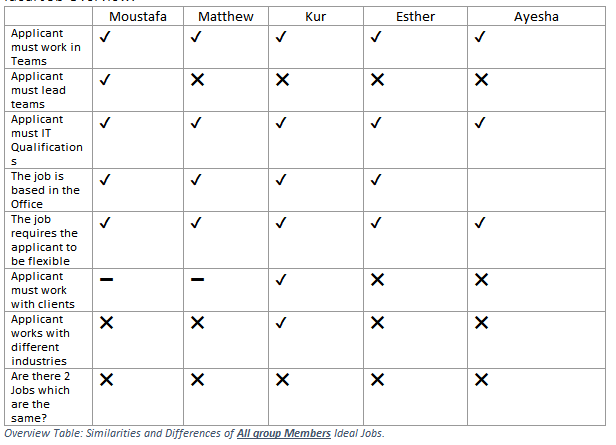 Moustafa Matthew Kur Esther Ayesha
Applicant
must work in
Teams
✓ ✓ ✓ ✓ ✓
Applicant
must lead
teams
✓ ✕ ✕ ✕ ✕
Applicant
must IT
Qualification
s
✓ ✓ ✓ ✓ ✓
The job is
based in the
Office
✓ ✓ ✓ ✓
The job
requires the
applicant to
be flexible
✓ ✓ ✓ ✓ ✓
Applicant
must work
with clients
– – ✓ ✕ ✕
Applicant
works with
different
industries
✕ ✕ ✓ ✕ ✕
Are there 2
Jobs which
are the
same?
✕ ✕ ✕ ✕ ✕
Overview Table: Similarities and Differences of All group Members Ideal Jobs.